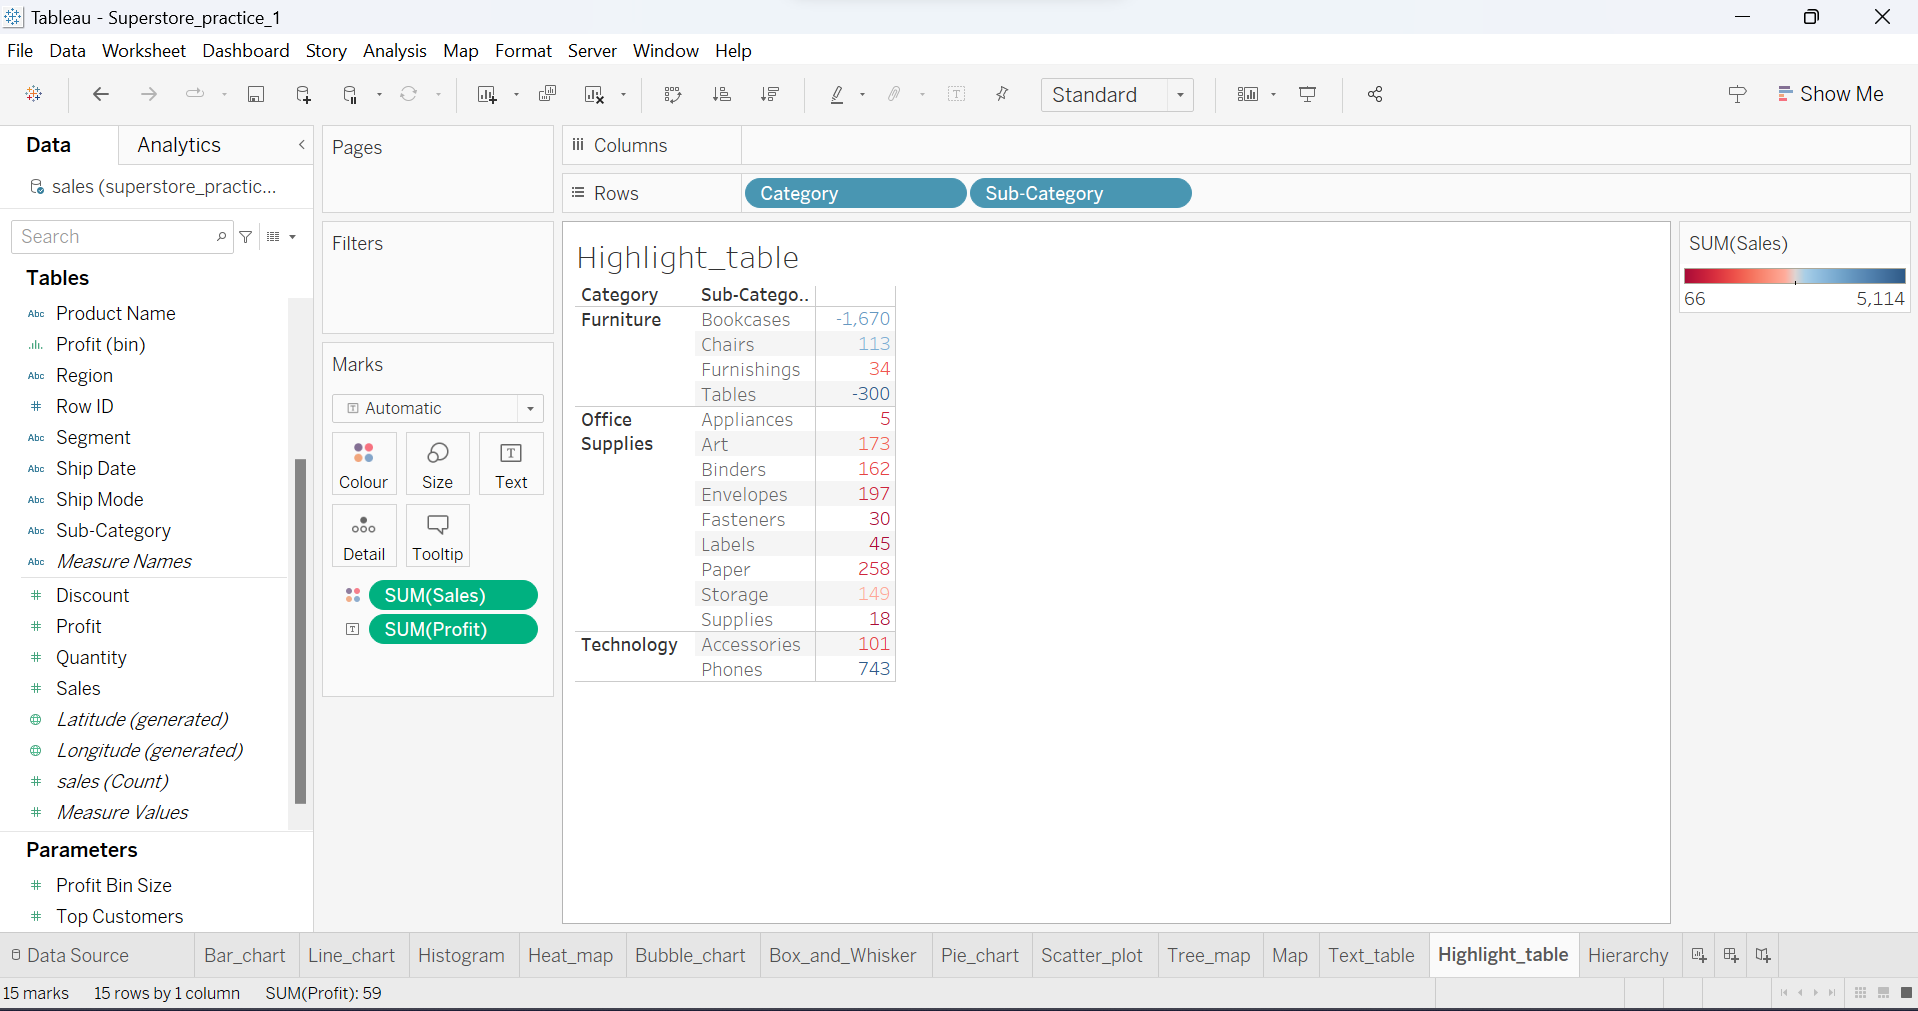 Tableau - Superstore_practice_1
File Data Worksheet Dashboard Story Analysis Map Format Server Window Help
Standard
Show Me
Data
Analytics
sales (superstore_practic...
Search
Tables
Abc Product Name
Profit (bin)
Abc Region
# Row ID
Abc Segment
Abc Ship Date
Abc Ship Mode
Abc Sub-Category
Abc Measure Names
# Discount
# Profit
# Quantity
# Sales
Latitude (generated)
Longitude (generated)
# sales (Count)
# Measure Values
Parameters
# Profit Bin Size
# Top Customers
Pages
Filters
Marks
T Automatic
Colour
Size
T Text
Detail
Tooltip
SUM(Sales)
T SUM(Profit)
Columns
Rows Category Sub-Category
Highlight_table
Category Sub-Catego..
Furniture Bookcases -1,670
Chairs 113
Furnishings 34
Tables -300
Office Appliances 5
Supplies Art 173
Binders 162
Envelopes 197
Fasteners 30
Labels 45
Paper 258
Storage 149
Supplies 18
Technology Accessories 101
Phones 743
SUM(Sales)
66 5,114
Data Source Bar_chart Line_chart Histogram Heat_map Bubble_chart Box_and_Whisker Pie_chart Scatter_plot Tree_map Map Text_table Highlight_table Hierarchy
15 marks 15 rows by 1 column SUM(Profit): 59